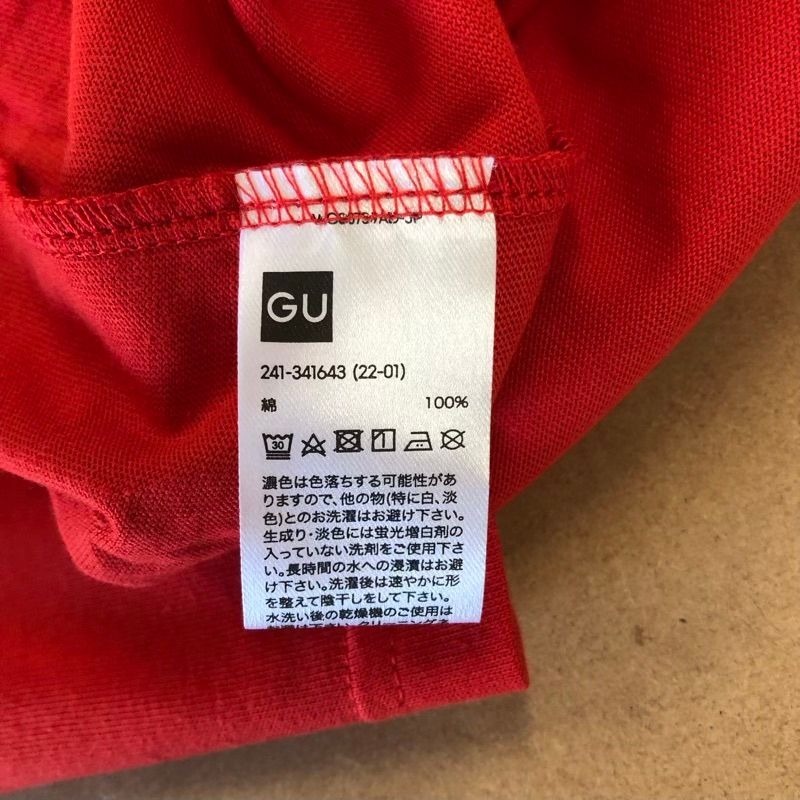 GU
241-341643 (22-01)
綿 100%
30
濃色は色落ちする可能性があ
りますので、他の物(特に白、淡
色)とのお洗濯はお避け下さい。
生成り・淡色には蛍光増白剤の
入っていない洗剤をご使用下さ
い。長時間の水への浸漬はお避
け下さい。洗濯後は速やかに形
を整えて陰干しをして下さい。
水洗い後の乾燥機のご使用は